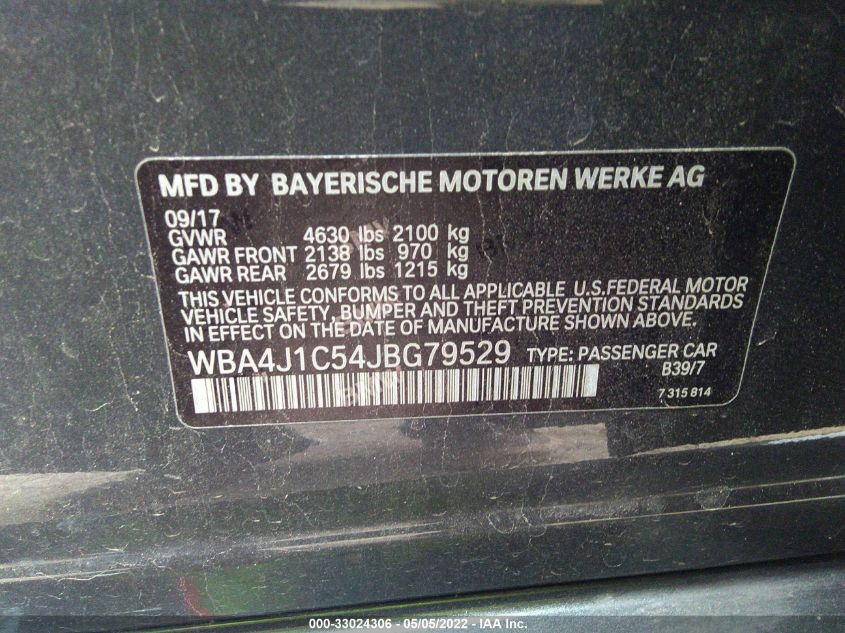 MFD BY BAYERISCHE MOTOREN WERKE AG
09/17
GVWR 4630 lbs 2100 kg
GAWR FRONT 2138 lbs 970 kg
GAWR REAR 2679 lbs 1215 kg
THIS VEHICLE CONFORMS TO ALL APPLICABLE U.S.FEDERAL MOTOR
VEHICLE SAFETY, BUMPER AND THEFT PREVENTION STANDARDS
IN EFFECT ON THE DATE OF MANUFACTURE SHOWN ABOVE.
WBA4J1C54JBG79529 TYPE: PASSENGER CAR
B39/7
7 315 814
000-33024306 - 05/05/2022 - IAA Inc.